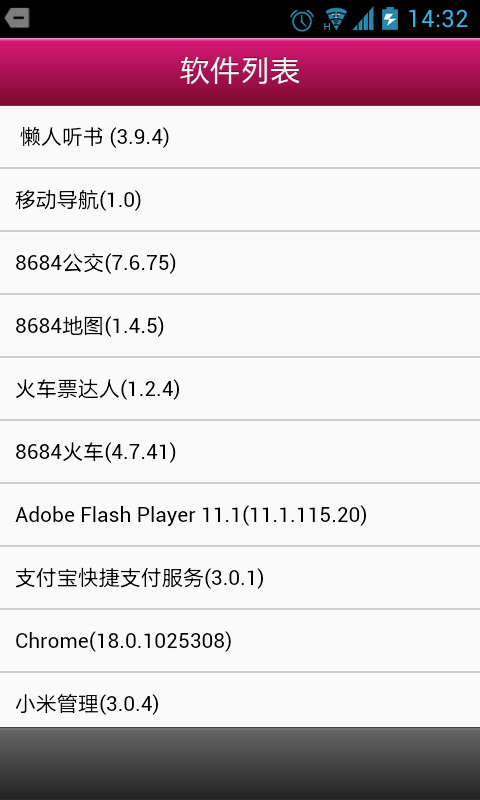 14:32
软件列表
懒人听书 (3.9.4)
移动导航(1.0)
8684公交(7.6.75)
8684地图(1.4.5)
火车票达人(1.2.4)
8684火车(4.7.41)
Adobe Flash Player 11.1(11.1.115.20)
支付宝快捷支付服务(3.0.1)
Chrome(18.0.1025308)
小米管理(3.0.4)